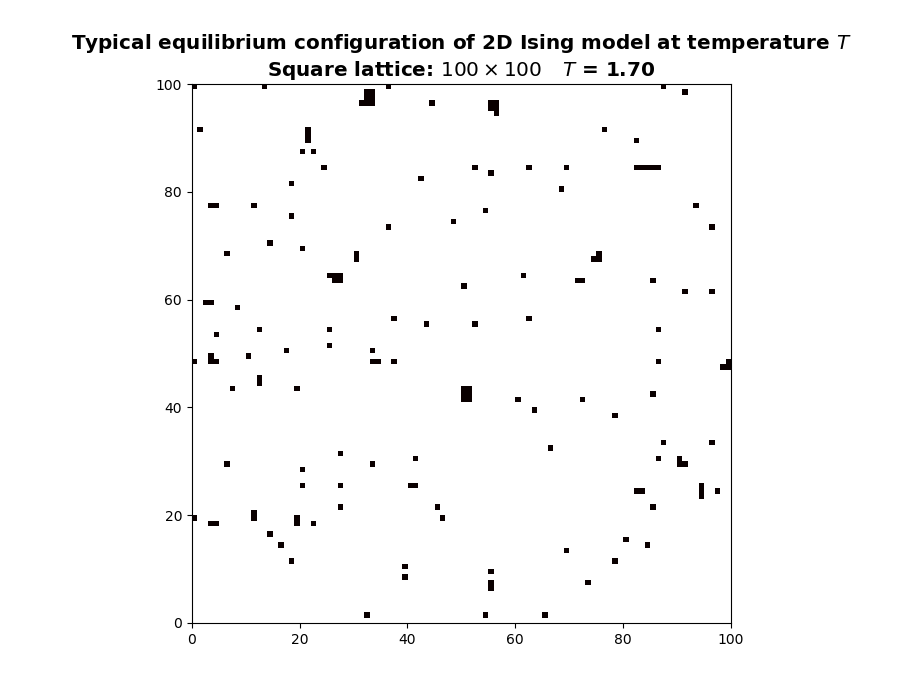 Typical equilibrium configuration of 2D Ising model at temperature T
Square lattice: 100 × 100 T = 1.70
100
80
60
40
20
0
0 20 40 60 80 100